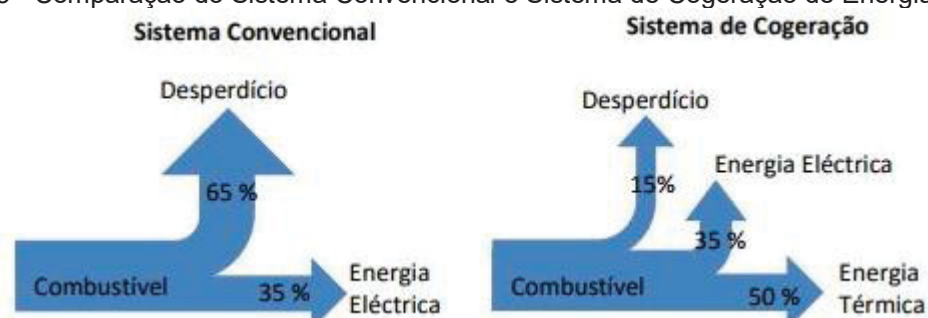 Comparação do Sistema Convencional e Sistema de Cogeração de Energia
Sistema Convencional
Desperdício
65 %
Combustível
35 %
Energia
Eléctrica
Sistema de Cogeração
Desperdício
15%
Energia Eléctrica
35 %
Combustível
50 %
Energia
Térmica